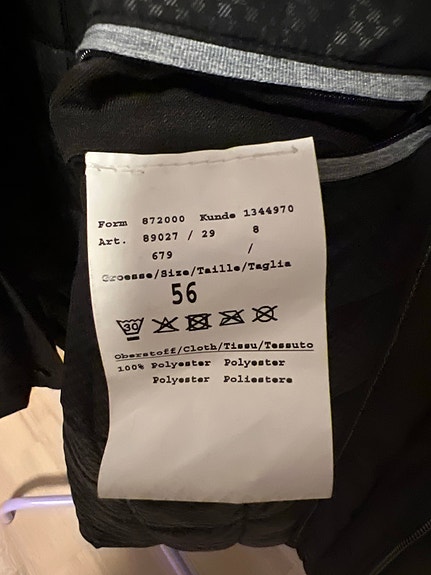 Form 872000 Kunde 1344970
Art. 89027 / 29 8
679 /
Groesse/Size/Taille/Taglia
56
30
Oberstoff/Cloth/Tissu/Tessuto
100% Polyester Polyester
Polyester Poliestere